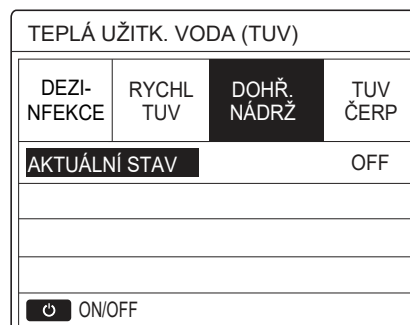 TEPLÁ UŽITK. VODA (TUV)
DEZI-
NFEKCE
RYCHL
TUV
DOHŘ.
NÁDRŽ
TUV
ČERP
AKTUÁLNÍ STAV OFF
ON/OFF